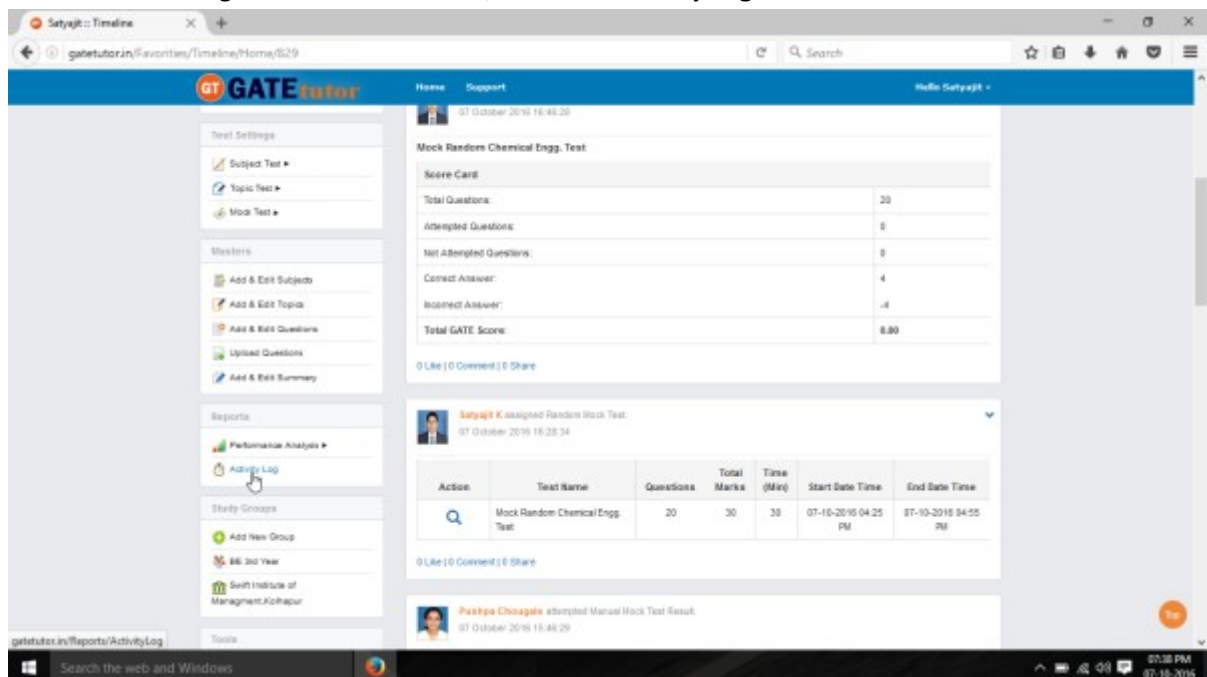 Satyajit :: Timeline
gatetutor.in/Favorities/Timeline/Home/829
Search
GT GATEtutor
Home Support
Hello Satyajit
07 October 2016 16:46:28
Test Settings
Subject Test
Topic Test
Mock Test
Masters
Add & Edit Subjects
Add & Edit Topics
Add & Edit Questions
Upload Questions
Add & Edit Summary
Reports
Performance Analysis
Activity Log
Study Groups
Add New Group
BE 3rd Year
Swift Institute of
Managment,Kolhapur
Tools
Mock Random Chemical Engg. Test
Score Card
Total Questions: 20
Attempted Questions: 0
Not Attempted Questions: 0
Correct Answer: 4
Incorrect Answer: -4
Total GATE Score: 0.00
0 Like | 0 Comment | 0 Share
Satyajit K assigned Random Mock Test.
07 October 2016 16:28:34
Action Test Name Questions Total Marks Time (Min) Start Date Time End Date Time
Mock Random Chemical Engg. Test 20 30 30 07-10-2016 04:25 PM 07-10-2016 04:55 PM
0 Like | 0 Comment | 0 Share
Pushpa Chougale attempted Manual Mock Test Result.
07 October 2016 15:46:29
Top
gatetutor.in/Reports/ActivityLog
Search the web and Windows
07:38 PM
07-10-2016